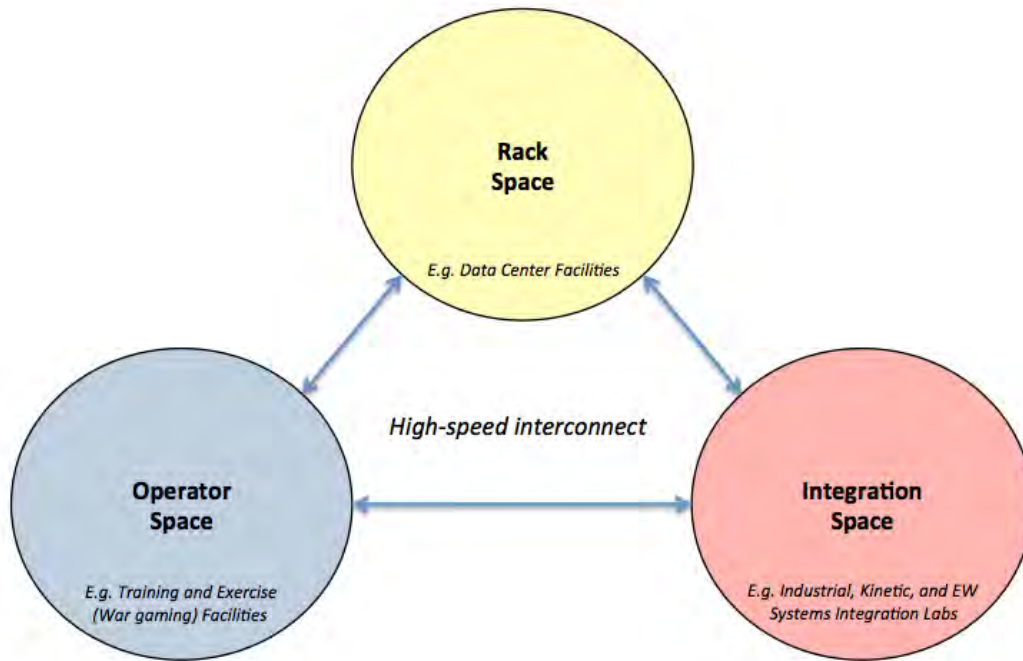 Rack
Space
E.g. Data Center Facilities
High-speed interconnect
Operator
Space
E.g. Training and Exercise
(War gaming) Facilities
Integration
Space
E.g. Industrial, Kinetic, and EW
Systems Integration Labs